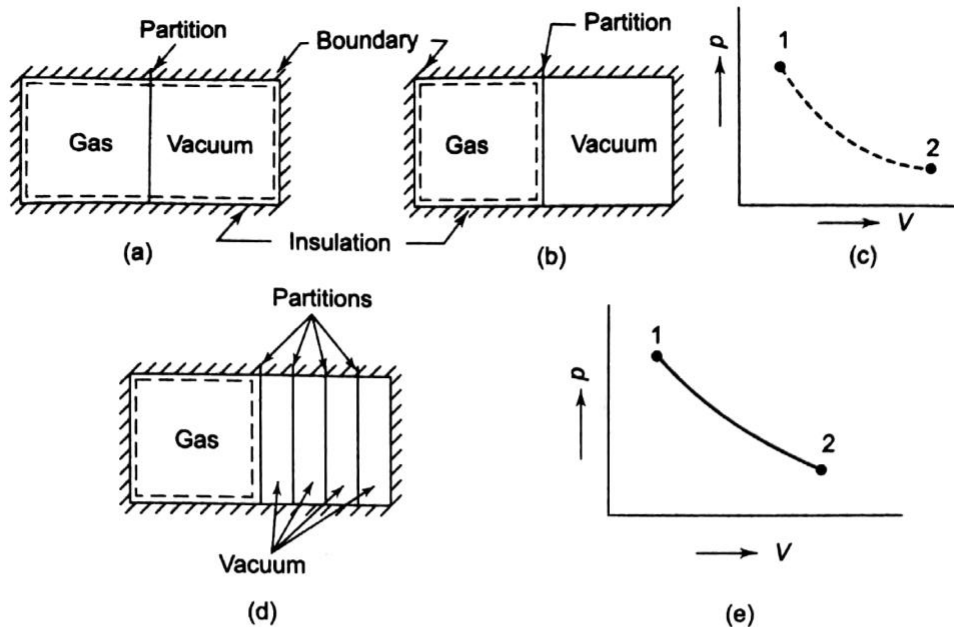 Partition
Boundary
Partition
Gas
Vacuum
Gas
Vacuum
Insulation
(a)
(b)
p
1
2
V
(c)
Partitions
Gas
Vacuum
(d)
p
1
2
V
(e)